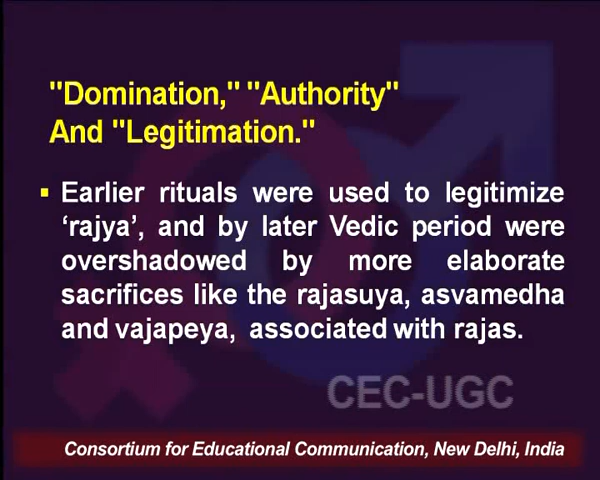 "Domination," "Authority"
And "Legitimation."
▪ Earlier rituals were used to legitimize
‘rajya’, and by later Vedic period were
overshadowed by more elaborate
sacrifices like the rajasuya, asvamedha
and vajapeya, associated with rajas.
CEC-UGC
Consortium for Educational Communication, New Delhi, India